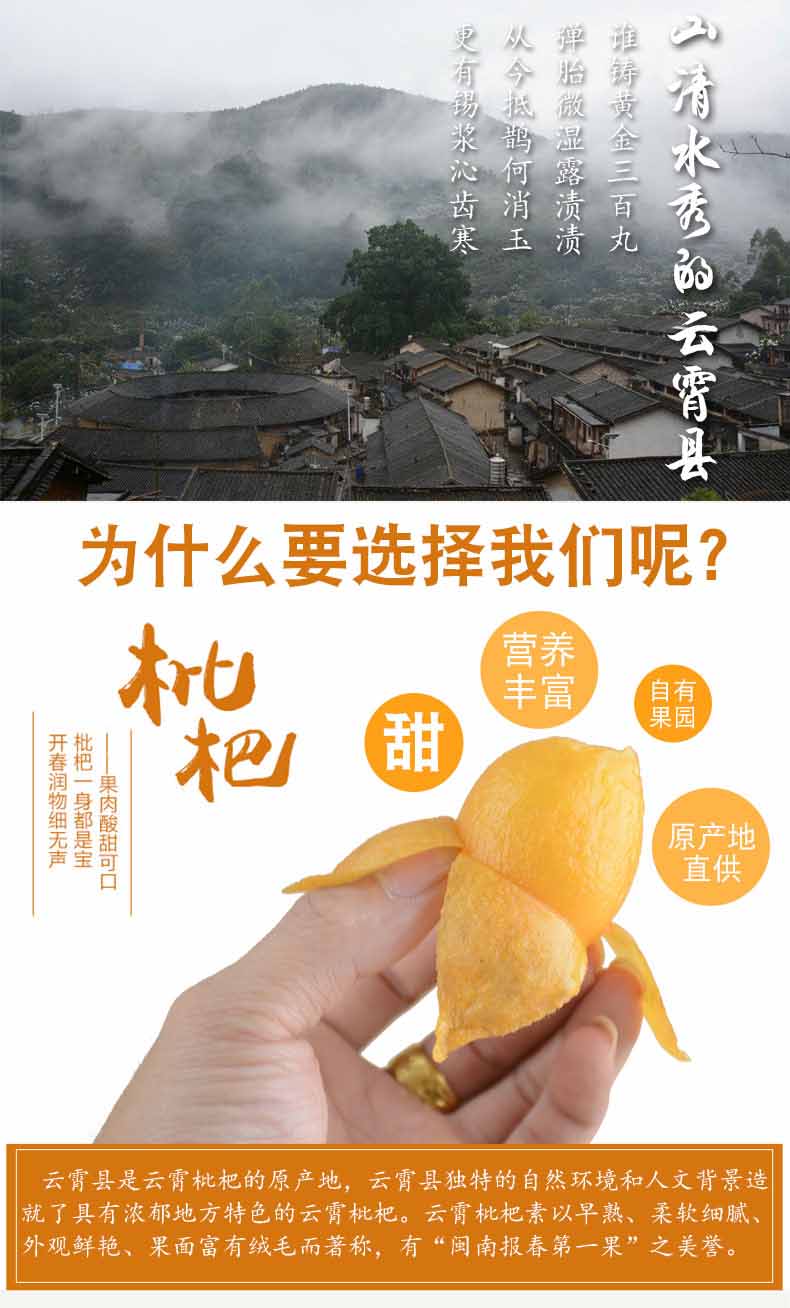 山清水秀的云霄县
谁铸黄金三百丸
弹胎微湿露渍渍
从今抵鹊何消玉
更有锡浆沁齿寒
为什么要选择我们呢?
枇
杷
——果肉酸甜可口
枇杷一身都是宝
开春润物细无声
甜
营养
丰富
自有
果园
原产地
直供
云霄县是云霄枇杷的原产地，云霄县独特的自然环境和人文背景造
就了具有浓郁地方特色的云霄枇杷。云霄枇杷素以早熟、柔软细腻、
外观鲜艳、果面富有绒毛而著称，有“闽南报春第一果”之美誉。